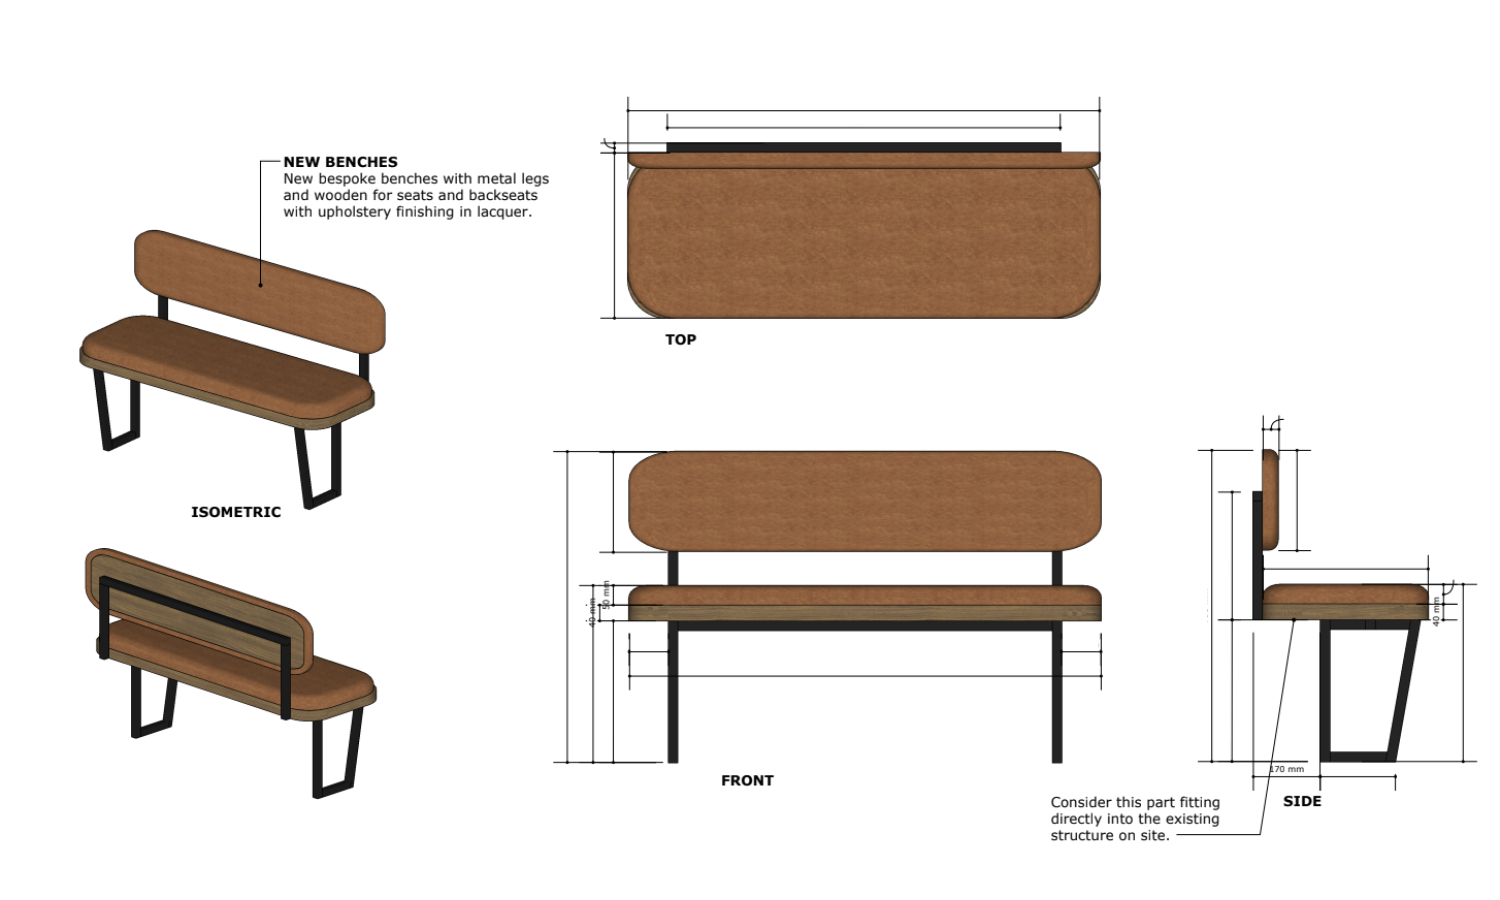 NEW BENCHES
New bespoke benches with metal legs
and wooden for seats and backseats
with upholstery finishing in lacquer.
TOP
ISOMETRIC
50 mm
40 mm
40 mm
FRONT
170 mm
SIDE
Consider this part fitting
directly into the existing
structure on site.